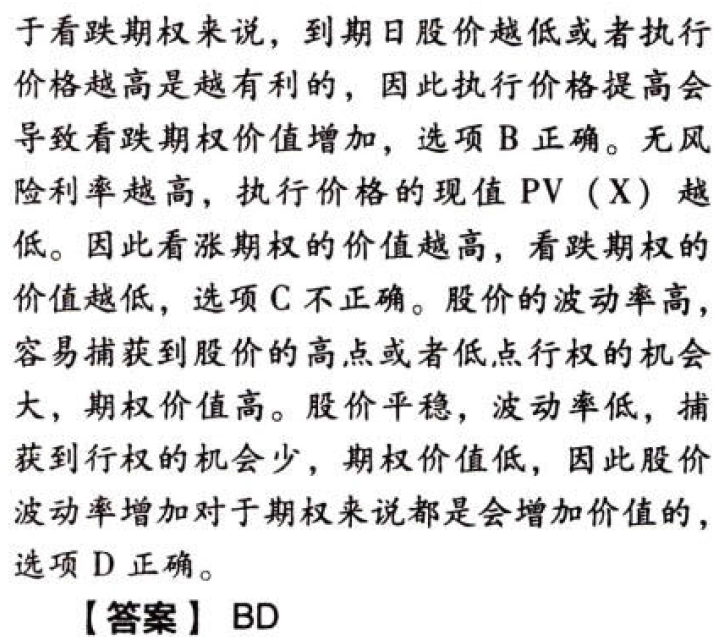 于看跌期权来说，到期日股价越低或者执行
价格越高是越有利的，因此执行价格提高会
导致看跌期权价值增加，选项 B 正确。无风
险利率越高，执行价格的现值 PV（X）越
低。因此看涨期权的价值越高，看跌期权的
价值越低，选项 C 不正确。股价的波动率高，
容易捕获到股价的高点或者低点行权的机会
大，期权价值高。股价平稳，波动率低，捕
获到行权的机会少，期权价值低，因此股价
波动率增加对于期权来说都是会增加价值的，
选项 D 正确。
【答案】 BD